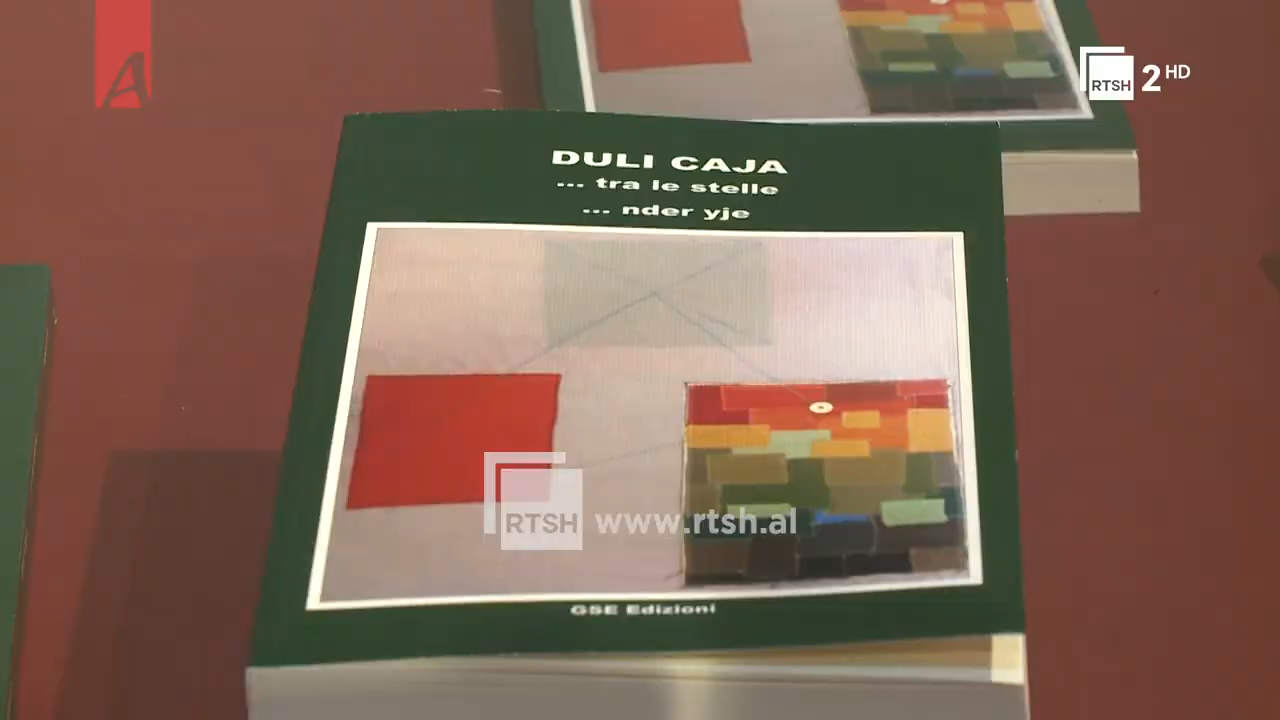 A
RTSH 2 HD
DULI CAJA
... tra le stelle
... nder yje
RTSH www.rtsh.al
GSE Edizioni